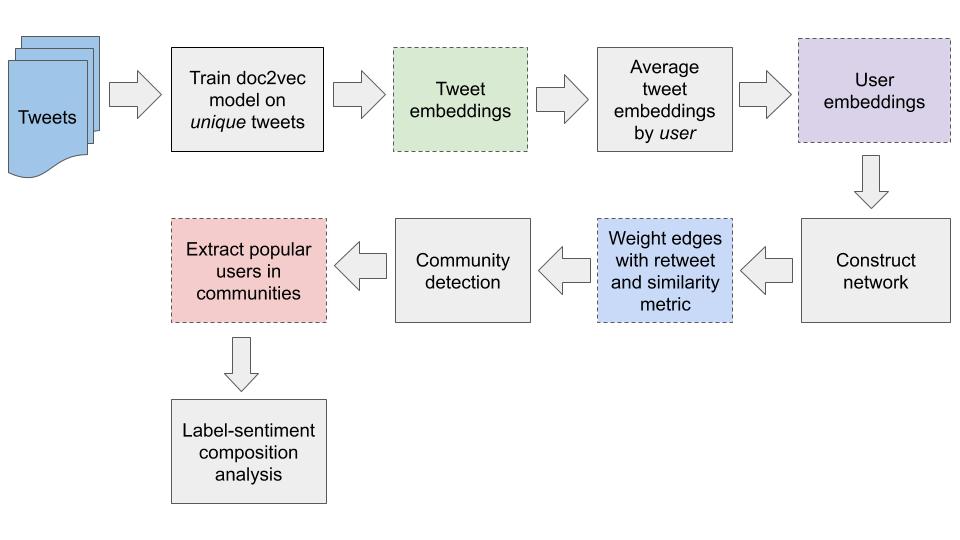 Tweets
Train doc2vec
model on
unique tweets
Tweet
embeddings
Average
tweet
embeddings
by user
User
embeddings
Construct
network
Weight edges
with retweet
and similarity
metric
Community
detection
Extract popular
users in
communities
Label-sentiment
composition
analysis